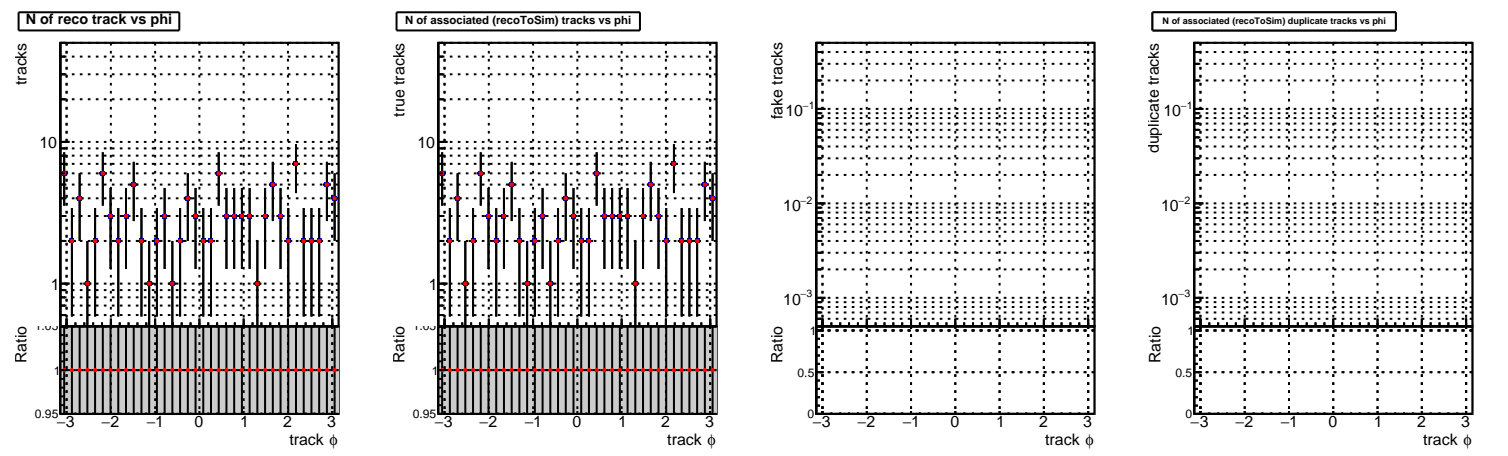 N of reco track vs phi
tracks
10
1
Ratio
1.05
1
0.95
−3 −2 −1 0 1 2 3
track ϕ
N of associated (recoToSim) tracks vs phi
true tracks
10
1
Ratio
1.05
1
0.95
−3 −2 −1 0 1 2 3
track ϕ
fake tracks
10−1
10−2
10−3
Ratio
1
0.5
0
−3 −2 −1 0 1 2 3
track ϕ
N of associated (recoToSim) duplicate tracks vs phi
duplicate tracks
10−1
10−2
10−3
Ratio
1
0.5
0
−3 −2 −1 0 1 2 3
track ϕ